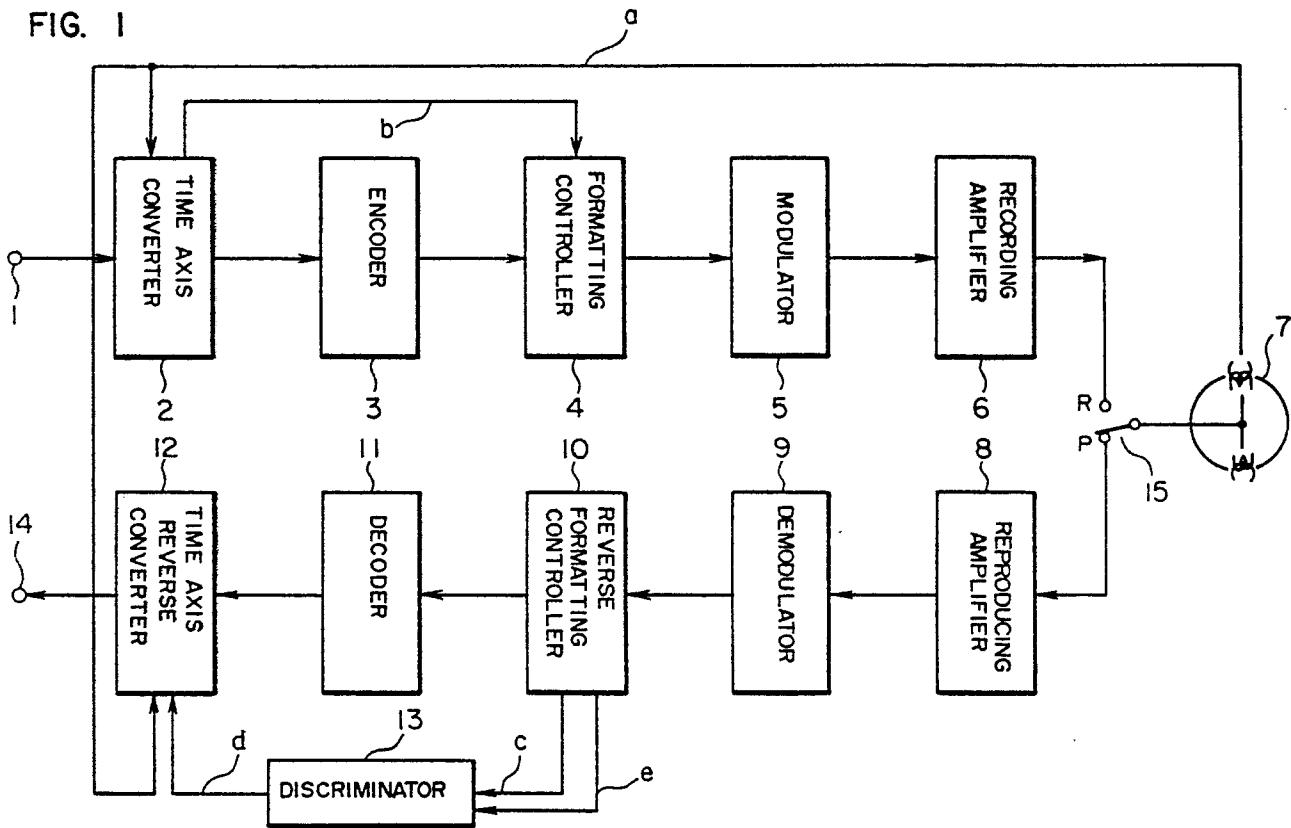 FIG. 1
a
b
TIME AXIS
CONVERTER
ENCODER
FORMATTING
CONTROLLER
MODULATOR
RECORDING
AMPLIFIER
1
2
3
4
5
6
7
R
P
15
12
11
10
9
8
14
TIME AXIS
REVERSE
CONVERTER
DECODER
REVERSE
FORMATTING
CONTROLLER
DEMODULATOR
REPRODUCING
AMPLIFIER
13
d
DISCRIMINATOR
c
e